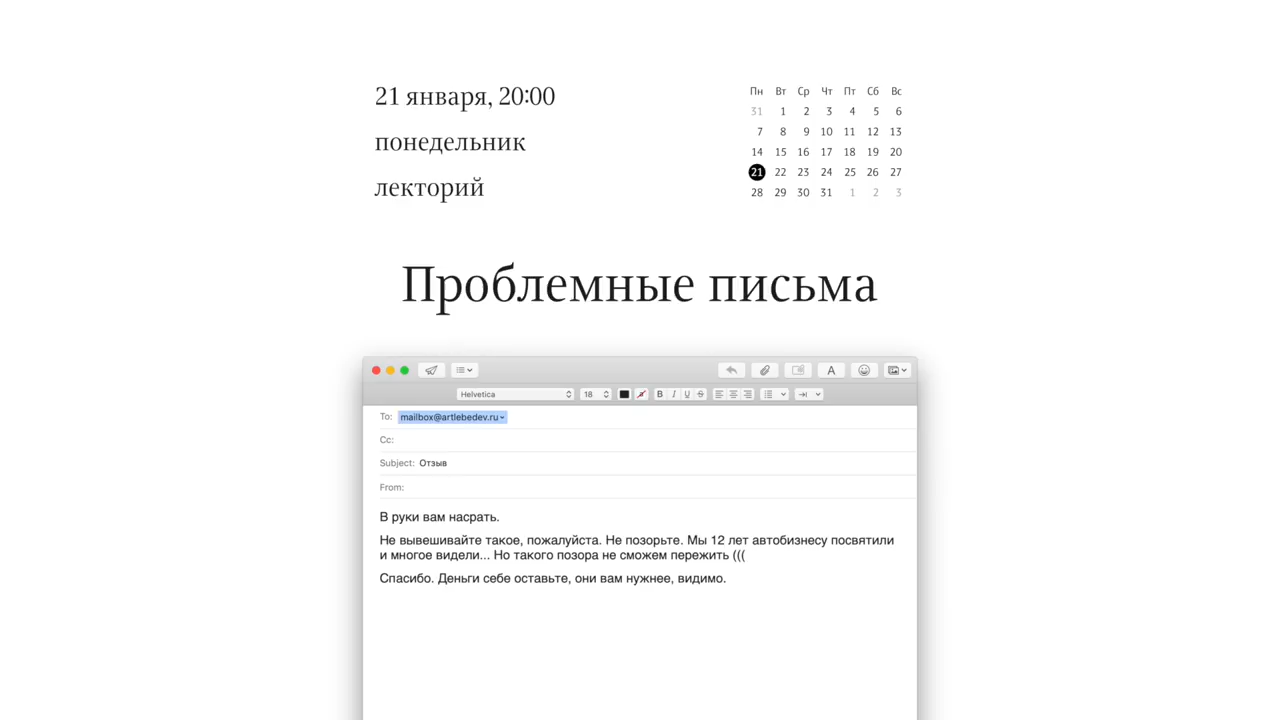 21 января, 20:00
понедельник
лекторий
Пн Вт Ср Чт Пт Сб Вс
31 1 2 3 4 5 6
7 8 9 10 11 12 13
14 15 16 17 18 19 20
21 22 23 24 25 26 27
28 29 30 31 1 2 3
Проблемные письма
A
Helvetica 18 B I U S
To: mailbox@artlebedev.ru
Cc:
Subject: Отзыв
From:
В руки вам насрать.
Не вывешивайте такое, пожалуйста. Не позорьте. Мы 12 лет автобизнесу посвятили
и многое видели... Но такого позора не сможем пережить (((
Спасибо. Деньги себе оставьте, они вам нужнее, видимо.